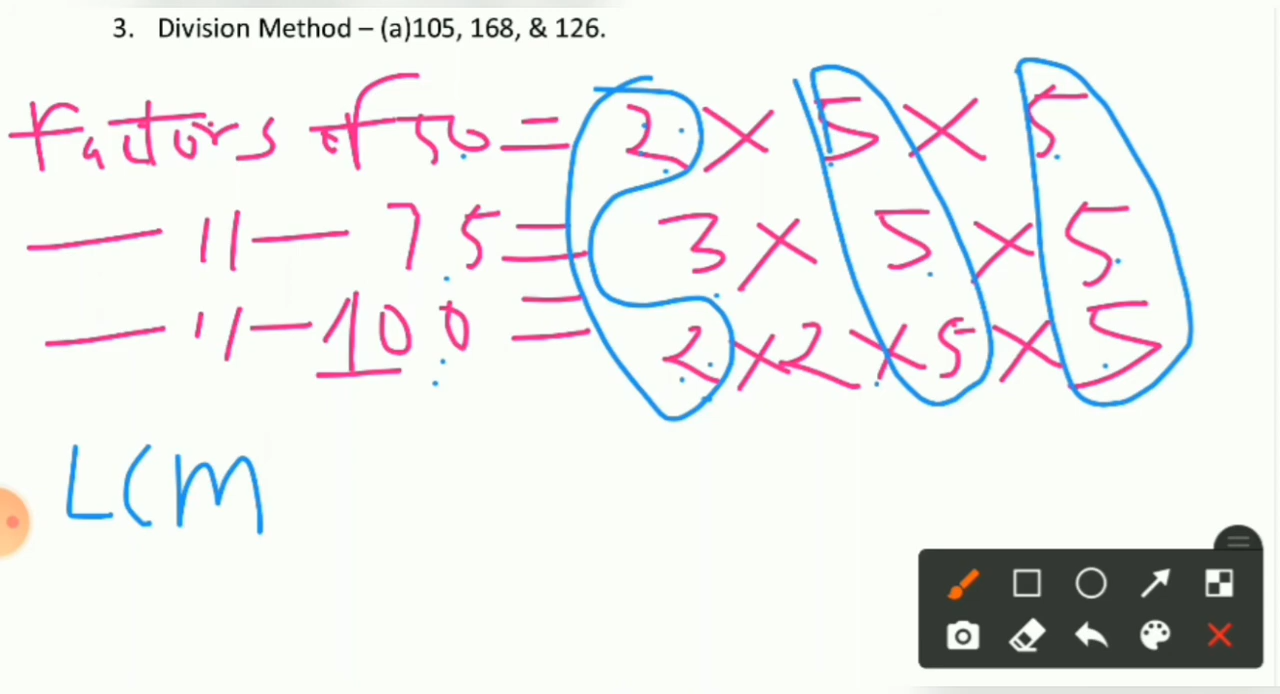 3. Division Method – (a)105, 168, & 126.
Factors of 50 = 2 × 5 × 5
— 11 — 75 = 3 × 5 × 5
— 11 — 100 = 2 × 2 × 5 × 5
LCM